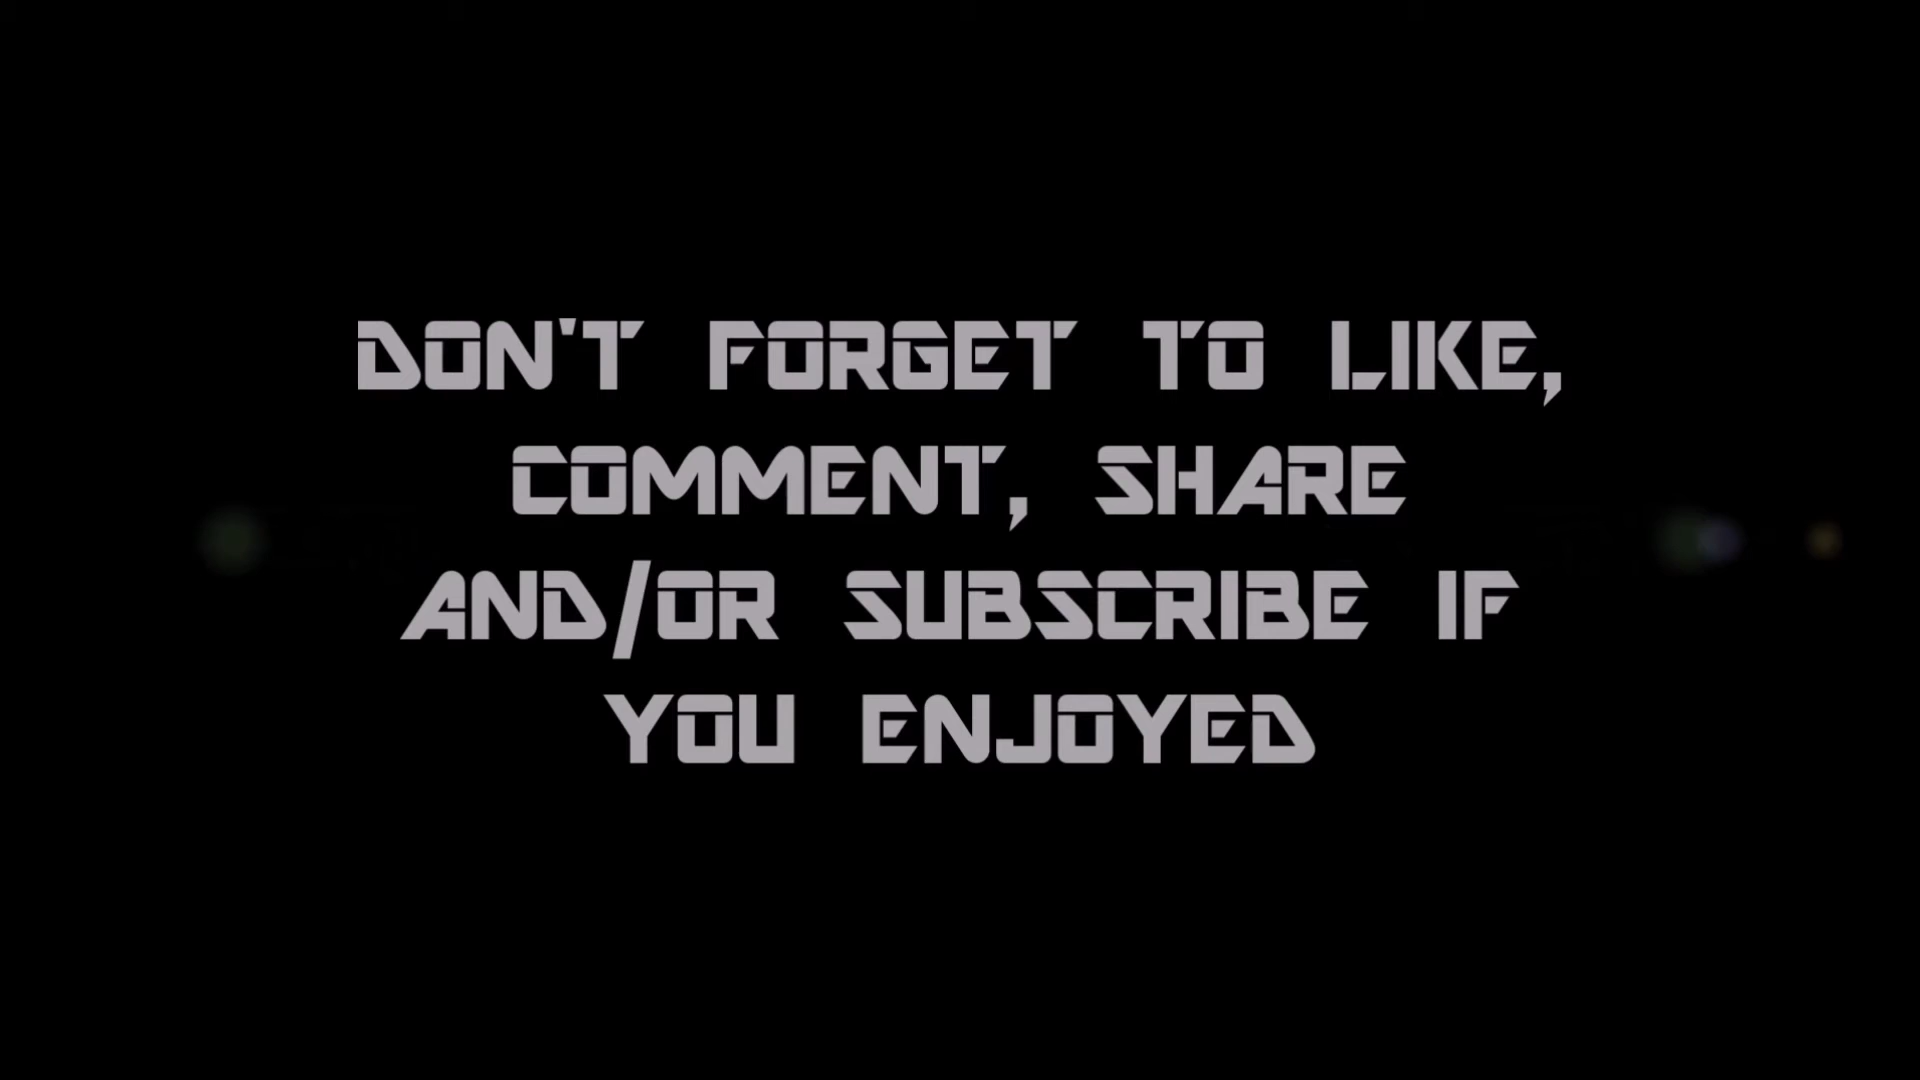 DON'T FORGET TO LIKE,
COMMENT, SHARE
AND/OR SUBSCRIBE IF
YOU ENJOYED